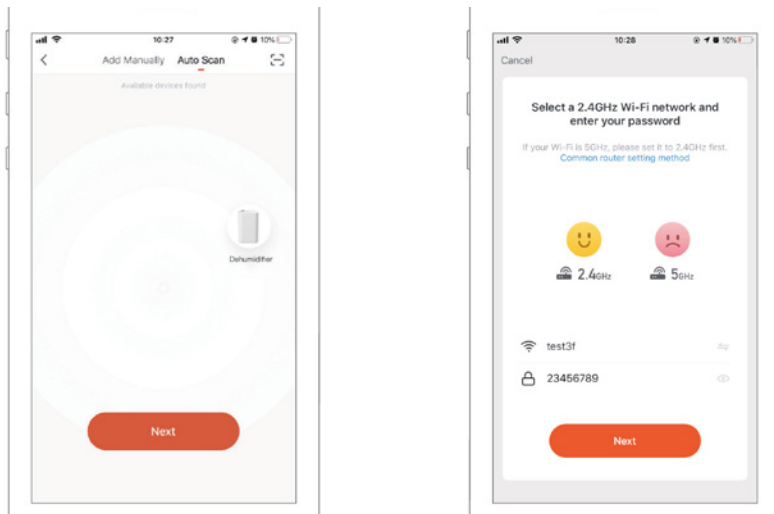 10:27
10%
Add Manually Auto Scan
Available devices found
Dehumidifier
Next
10:28
10%
Cancel
Select a 2.4GHz Wi-Fi network and
enter your password
If your Wi-Fi is 5GHz, please set it to 2.4GHz first.
Common router setting method
2.4GHz 5GHz
test3f
23456789
Next